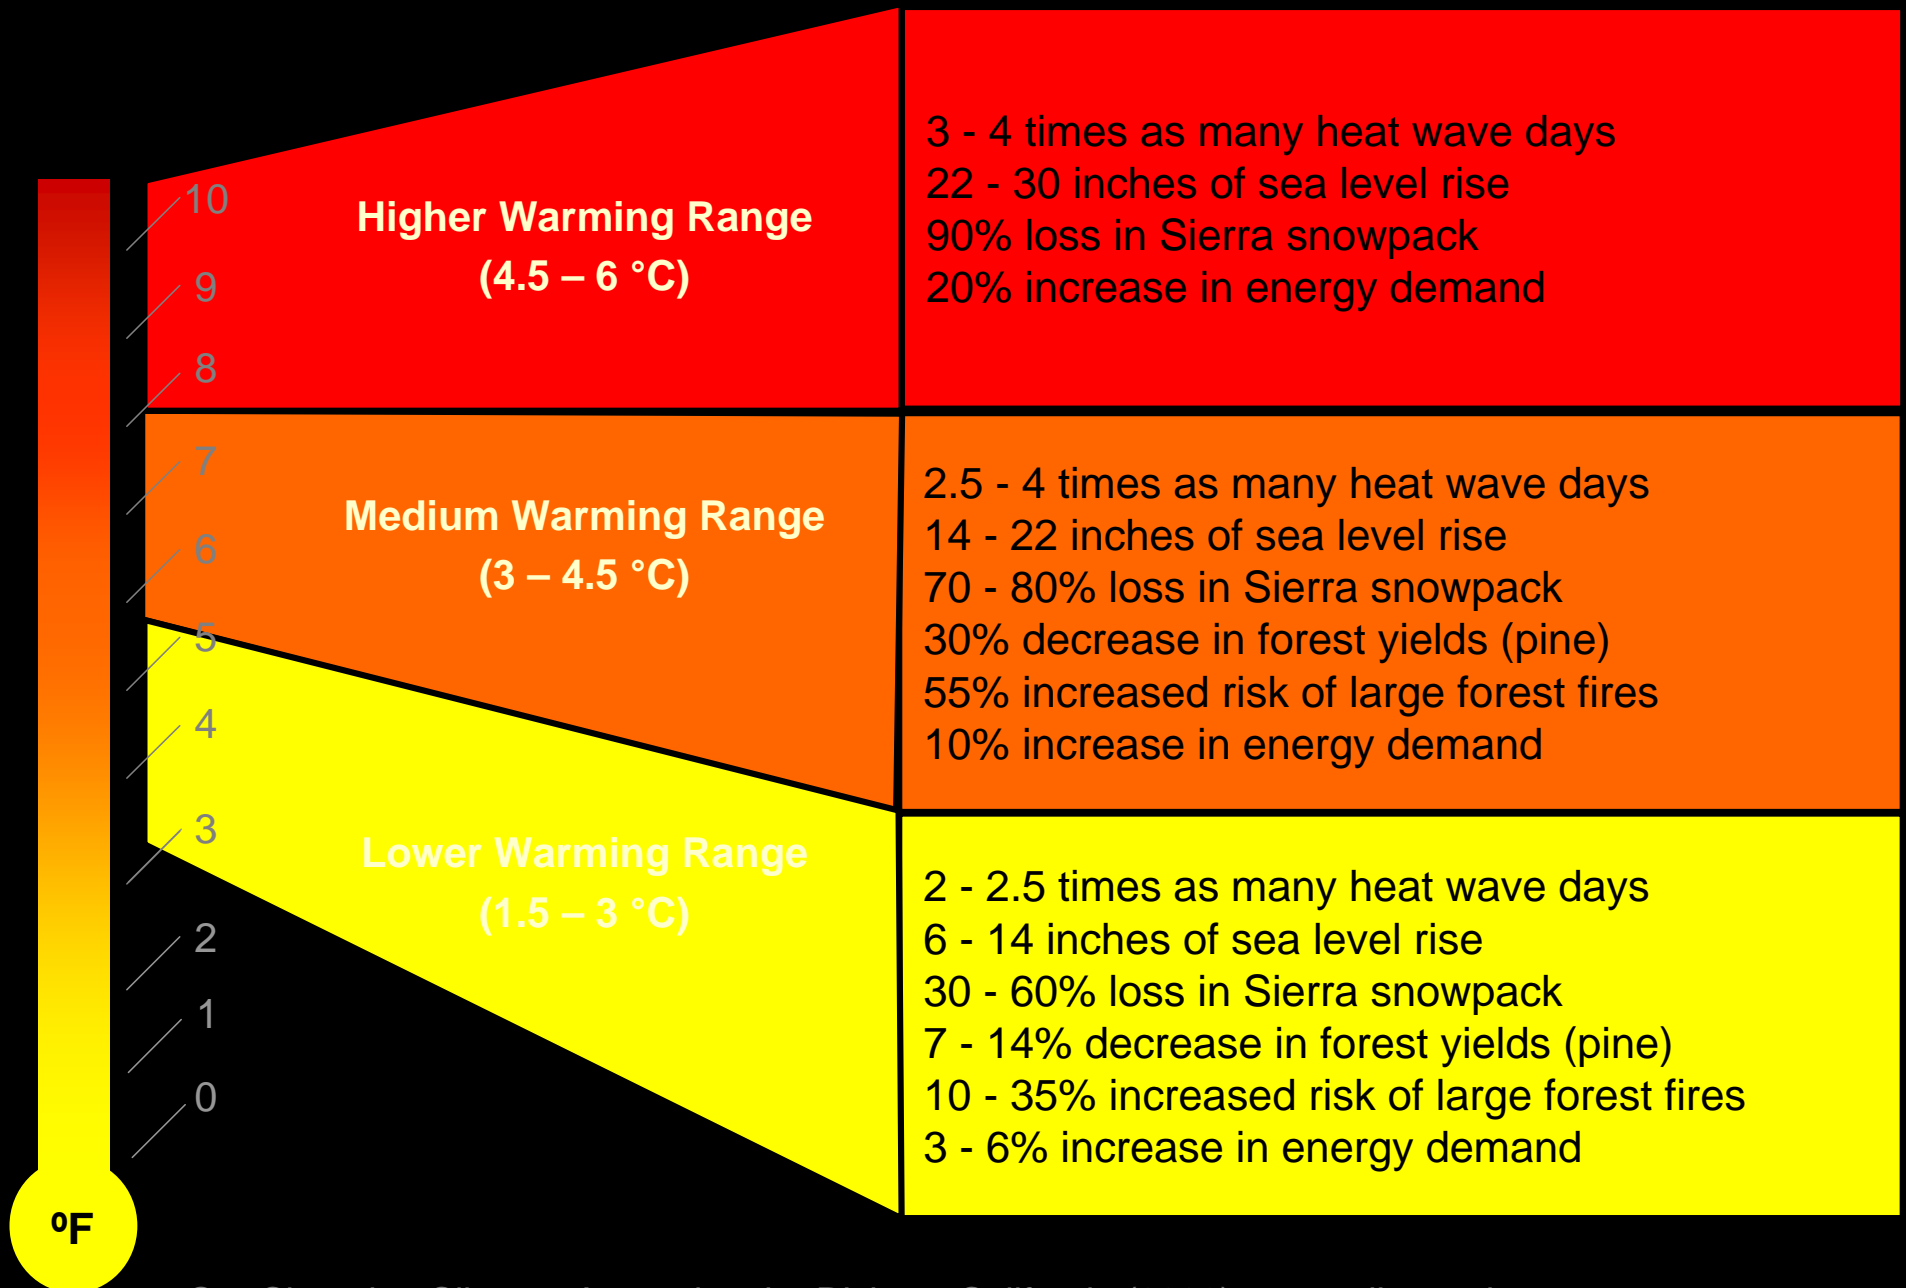 10
9
8
7
6
5
4
3
2
1
0
ºF
Higher Warming Range
(4.5 – 6 °C)
3 - 4 times as many heat wave days
22 - 30 inches of sea level rise
90% loss in Sierra snowpack
20% increase in energy demand
Medium Warming Range
(3 – 4.5 °C)
2.5 - 4 times as many heat wave days
14 - 22 inches of sea level rise
70 - 80% loss in Sierra snowpack
30% decrease in forest yields (pine)
55% increased risk of large forest fires
10% increase in energy demand
Lower Warming Range
(1.5 – 3 °C)
2 - 2.5 times as many heat wave days
6 - 14 inches of sea level rise
30 - 60% loss in Sierra snowpack
7 - 14% decrease in forest yields (pine)
10 - 35% increased risk of large forest fires
3 - 6% increase in energy demand